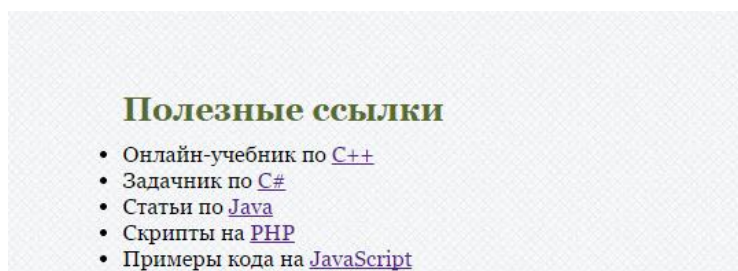 Полезные ссылки
• Онлайн-учебник по C++
• Задачник по C#
• Статьи по Java
• Скрипты на PHP
• Примеры кода на JavaScript